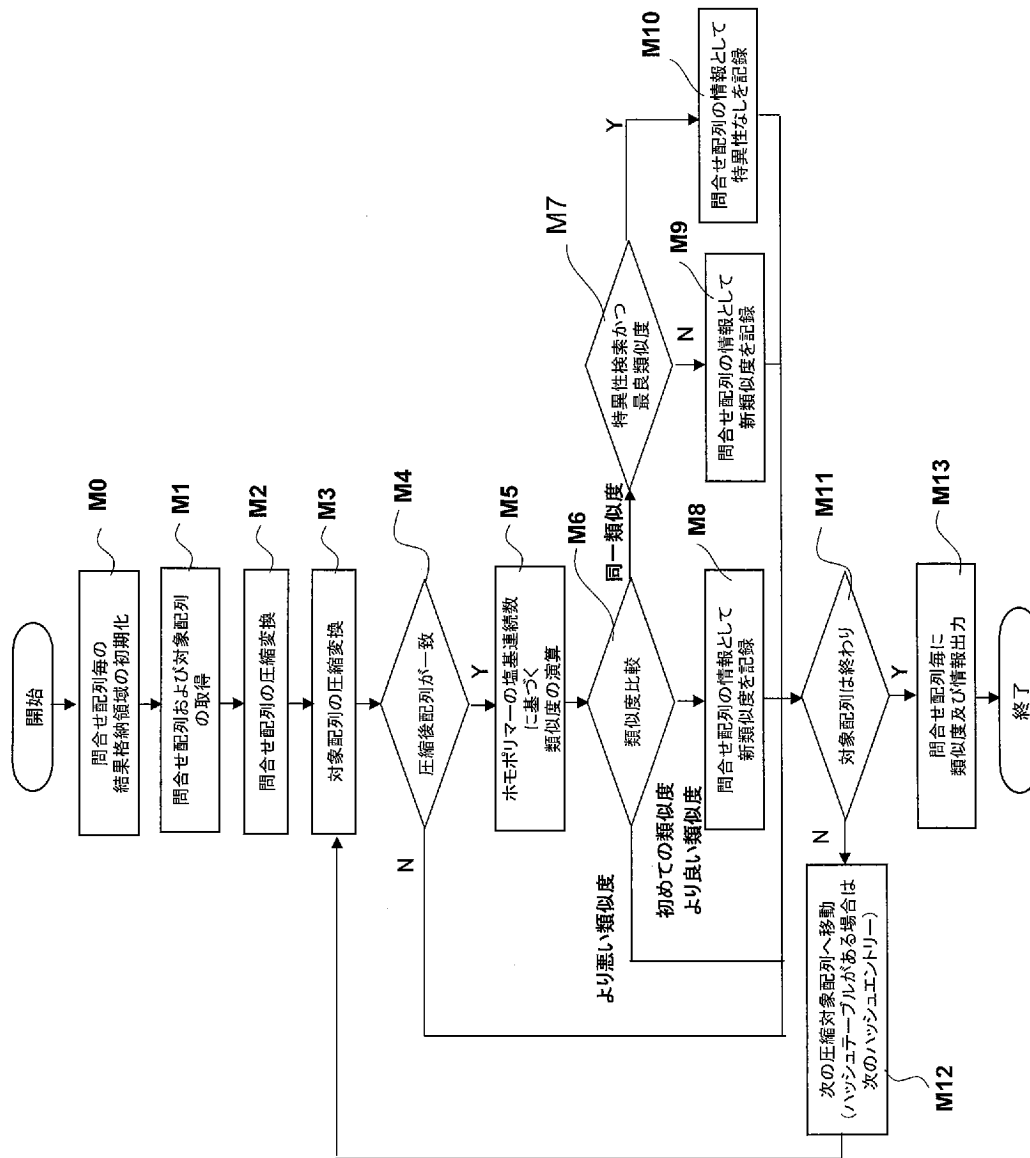 開始
M0
問合せ配列毎の
結果格納領域の初期化
M1
問合せ配列および対象配列
の取得
M2
問合せ配列の圧縮変換
M3
対象配列の圧縮変換
M4
圧縮後配列が一致
N
Y
M5
ホモポリマーの塩基連続数
に基づく
類似度の演算
M6
類似度比較
より悪い類似度
初めての類似度
より良い類似度
同一類似度
M7
特異性検索かつ
最良類似度
N
Y
M8
問合せ配列の情報として
新類似度を記録
M9
問合せ配列の情報として
新類似度を記録
M10
問合せ配列の情報として
特異性なしを記録
M11
対象配列は終わり
N
Y
次の圧縮対象配列へ移動
(ハッシュテーブルがある場合は
次のハッシュエントリー)
M12
M13
問合せ配列毎に
類似度及び情報出力
終了